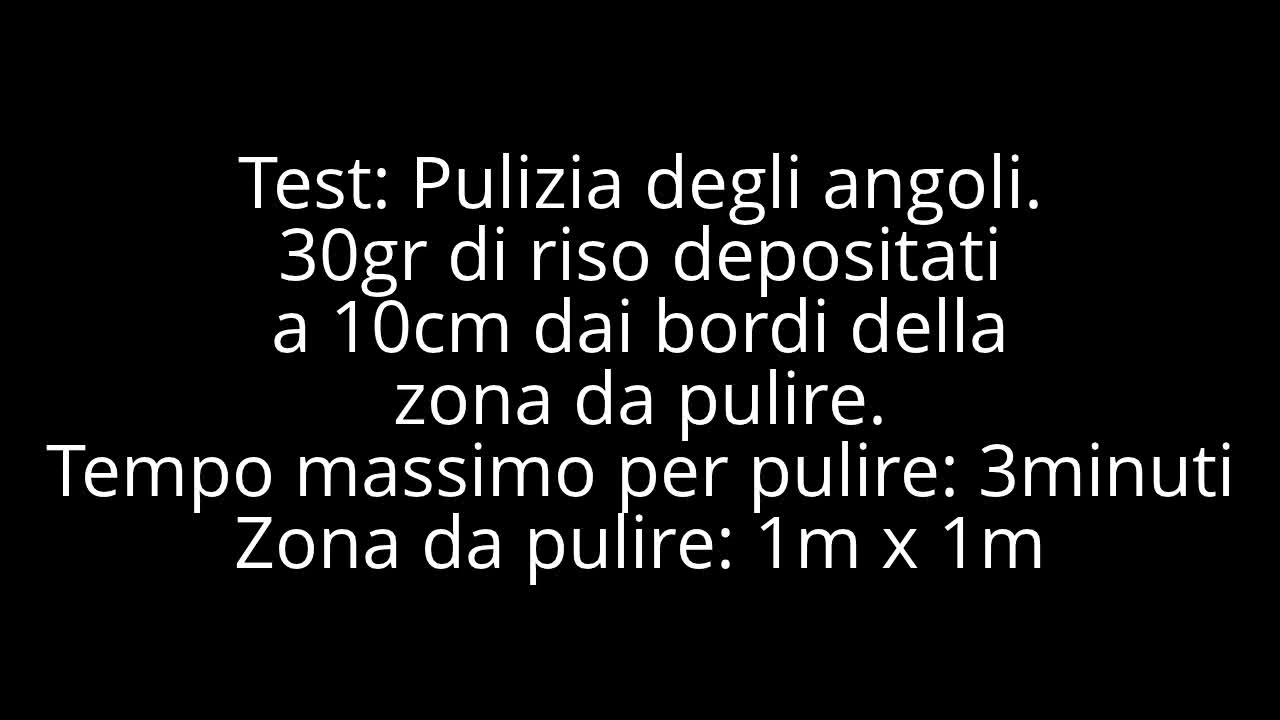 Test: Pulizia degli angoli.
30gr di riso depositati
a 10cm dai bordi della
zona da pulire.
Tempo massimo per pulire: 3minuti
Zona da pulire: 1m x 1m